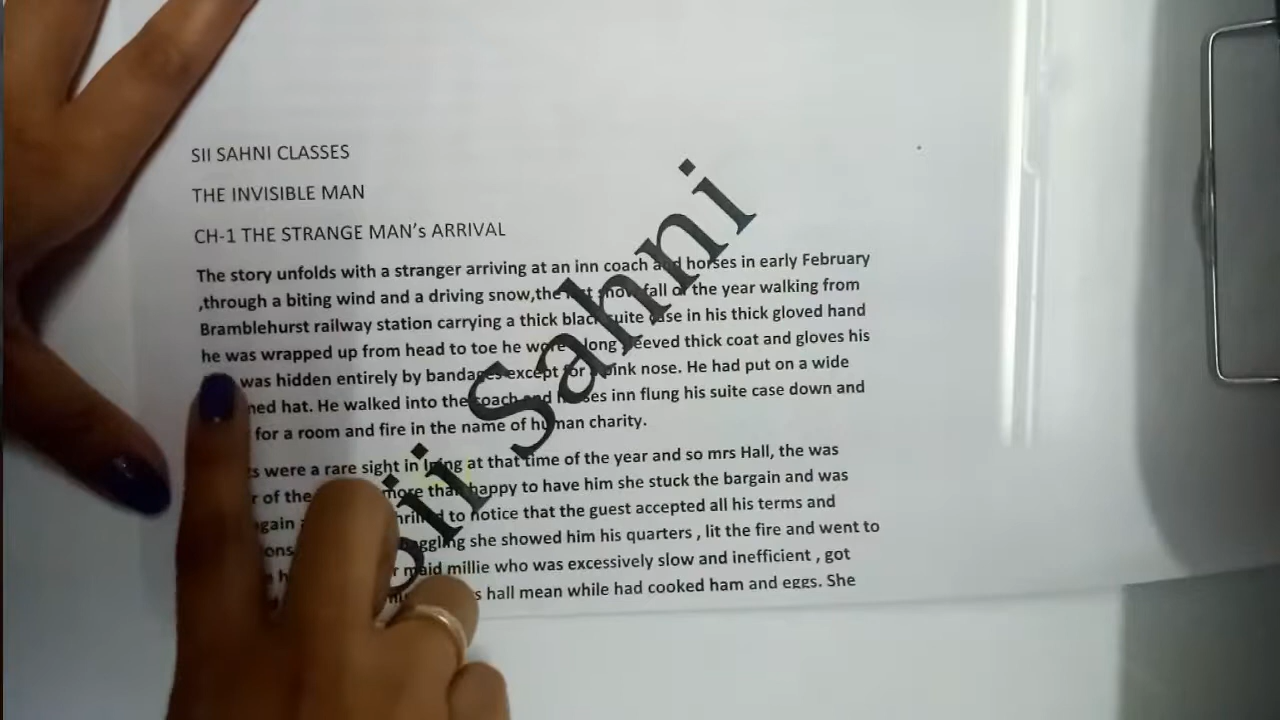 SII SAHNI CLASSES
THE INVISIBLE MAN
CH-1 THE STRANGE MAN's ARRIVAL
The story unfolds with a stranger arriving at an inn coach and horses in early February
,through a biting wind and a driving snow,the snow fall of the year walking from
Bramblehurst railway station carrying a thick black suite case in his thick gloved hand
he was wrapped up from head to toe he wore long sleeved thick coat and gloves his
was hidden entirely by bandages except for a pink nose. He had put on a wide
hat. He walked into the coach and horses inn flung his suite case down and
for a room and fire in the name of human charity.
were a rare sight in Iping at that time of the year and so mrs Hall, the was
of the more than happy to have him she stuck the bargain and was
to notice that the guest accepted all his terms and
she showed him his quarters , lit the fire and went to
maid millie who was excessively slow and inefficient , got
hall mean while had cooked ham and eggs. She
Sii Sahni